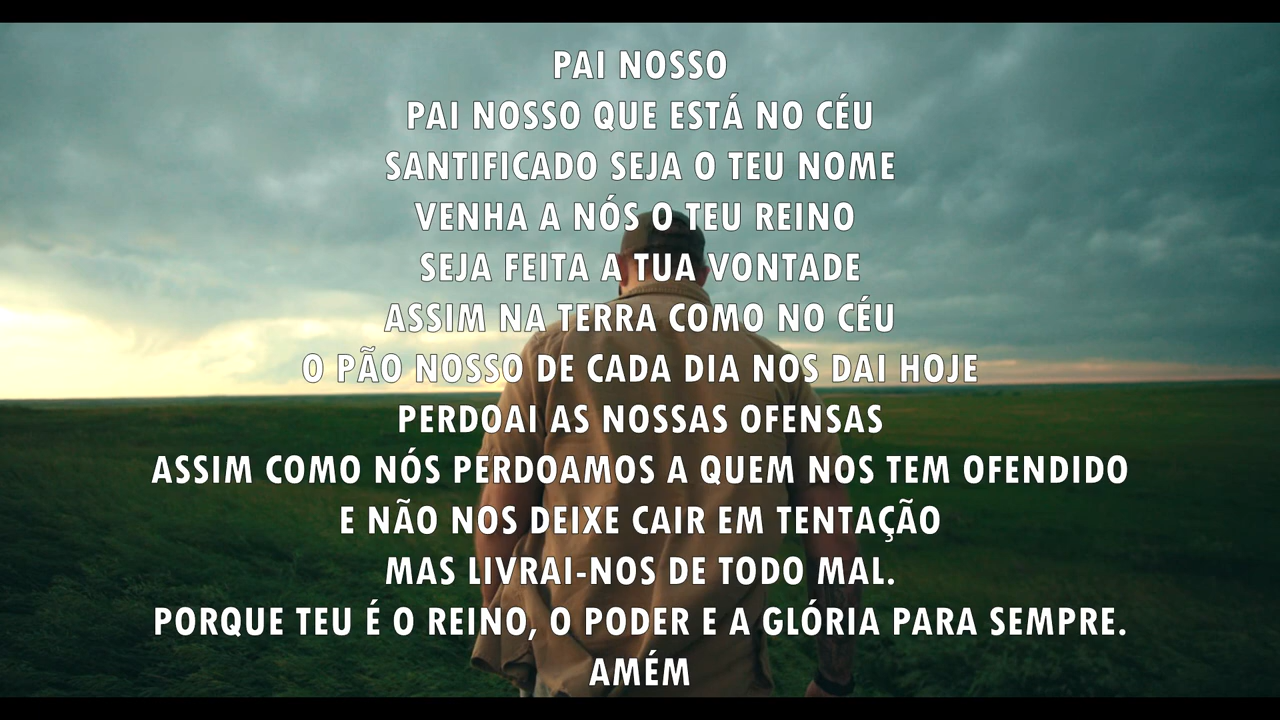 PAI NOSSO
PAI NOSSO QUE ESTÁ NO CÉU
SANTIFICADO SEJA O TEU NOME
VENHA A NÓS O TEU REINO
SEJA FEITA A TUA VONTADE
ASSIM NA TERRA COMO NO CÉU
O PÃO NOSSO DE CADA DIA NOS DAI HOJE
PERDOAI AS NOSSAS OFENSAS
ASSIM COMO NÓS PERDOAMOS A QUEM NOS TEM OFENDIDO
E NÃO NOS DEIXE CAIR EM TENTAÇÃO
MAS LIVRAI-NOS DE TODO MAL.
PORQUE TEU É O REINO, O PODER E A GLÓRIA PARA SEMPRE.
AMÉM